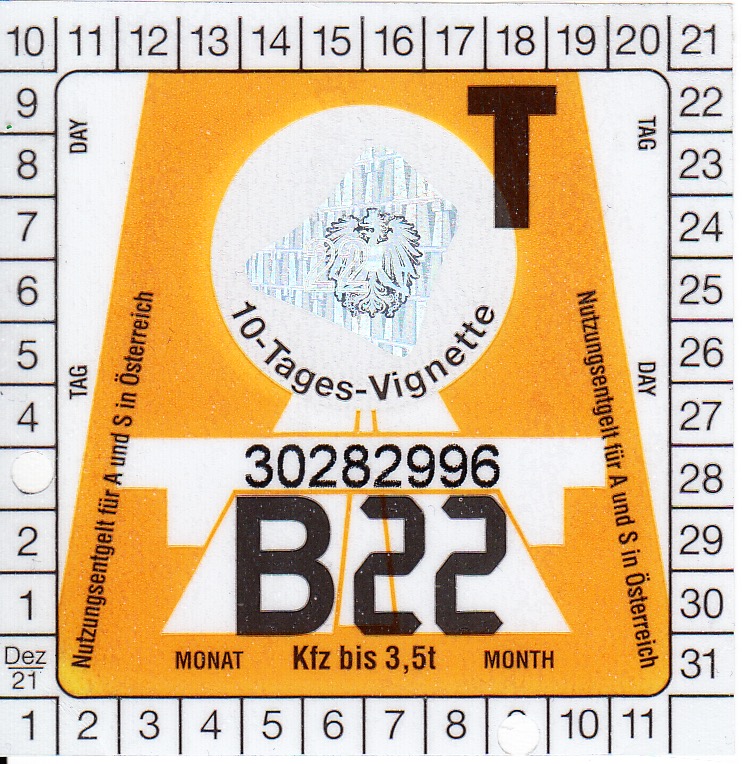 10 11 12 13 14 15 16 17 18 19 20 21
9
8
7
6
5
4
2
1
Dez
21
22
23
24
25
26
27
28
29
30
31
DAY
TAG
TAG
DAY
T
10-Tages-Vignette
Nutzungsentgelt für A und S in Österreich
Nutzungsentgelt für A und S in Österreich
30282996
B22
MONAT Kfz bis 3,5t MONTH
1 2 3 4 5 6 7 8 10 11